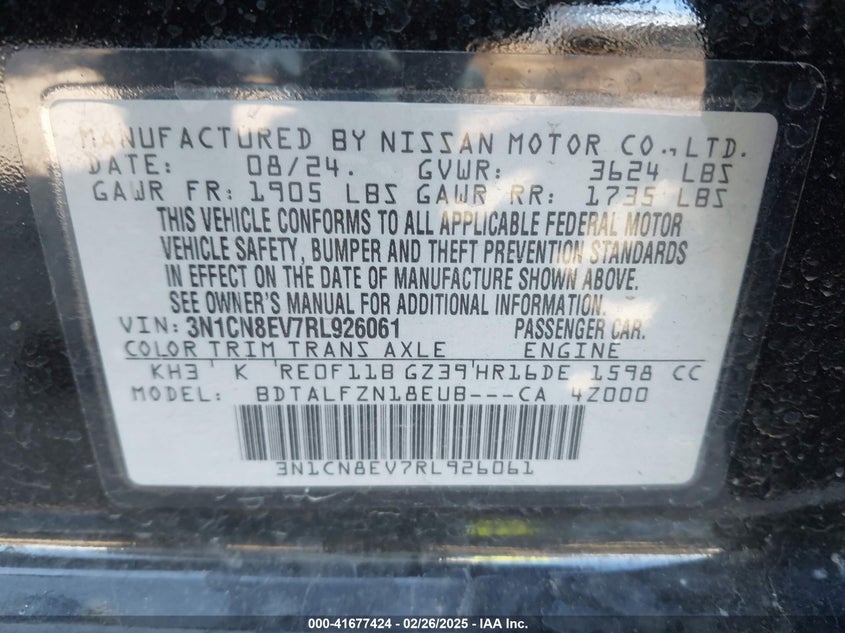 MANUFACTURED BY NISSAN MOTOR CO.,LTD.
DATE: 08/24. GVWR: 3624 LBS
GAWR FR: 1905 LBS GAWR RR: 1735 LBS
THIS VEHICLE CONFORMS TO ALL APPLICABLE FEDERAL MOTOR
VEHICLE SAFETY, BUMPER AND THEFT PREVENTION STANDARDS
IN EFFECT ON THE DATE OF MANUFACTURE SHOWN ABOVE.
SEE OWNER'S MANUAL FOR ADDITIONAL INFORMATION.
VIN: 3N1CN8EV7RL926061 PASSENGER CAR.
COLOR TRIM TRANS AXLE ENGINE
KH3 K RE0F11B GZ39 HR16DE 1598 CC
MODEL: BDTALFZN18EUB---CA 4Z000
3N1CN8EV7RL926061
000-41677424 - 02/26/2025 - IAA Inc.